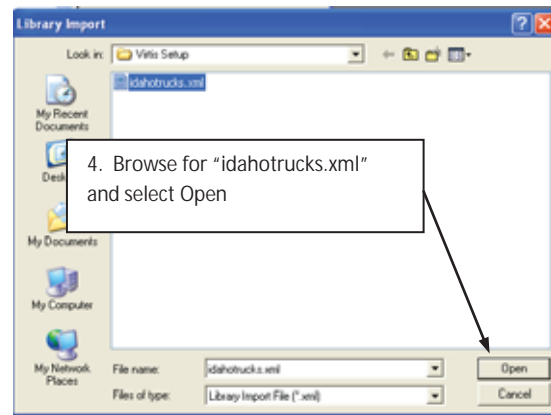 Library Import
Look in: Virtis Setup
idahotrucks.xml
My Recent
Documents
4. Browse for “idahotrucks.xml”
and select Open
My Documents
My Computer
My Network
Places
File name: idahotrucks.xml
Open
Files of type: Library Import File (*.xml)
Cancel